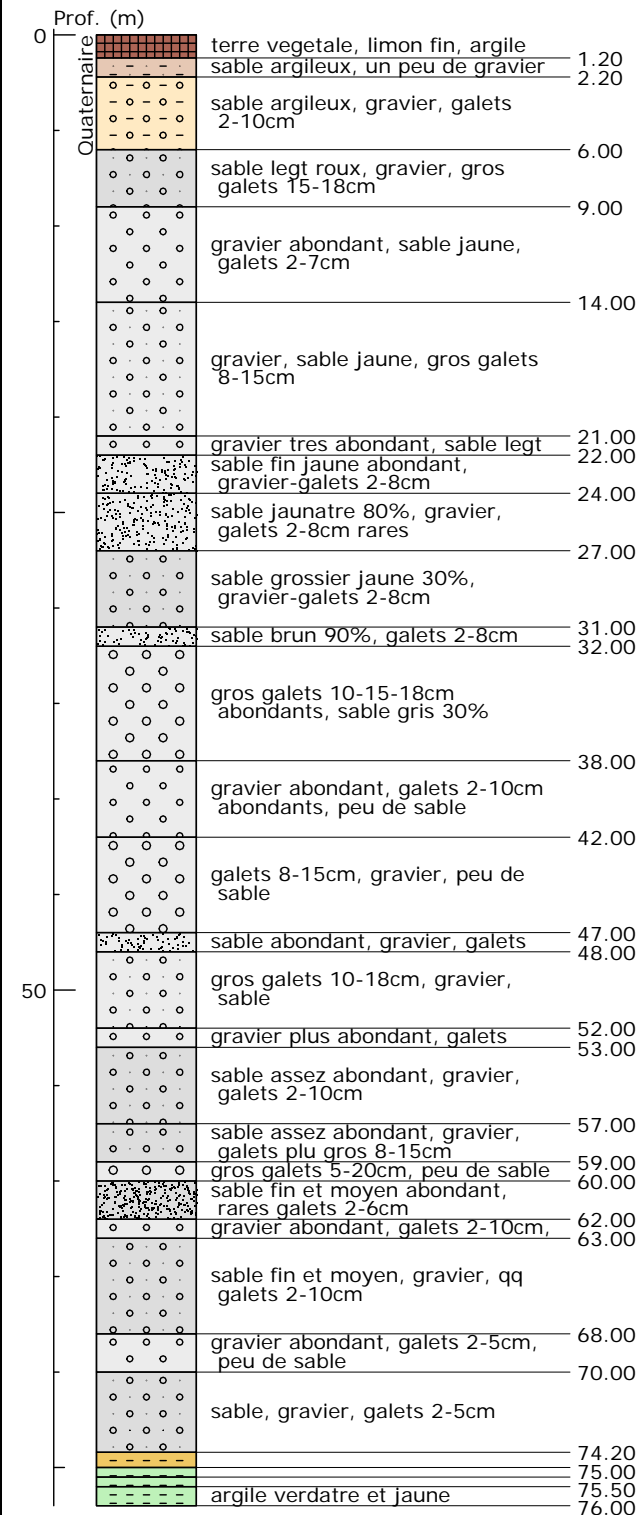 Prof. (m)
0
Quaternaire
terre vegetale, limon fin, argile
1.20
sable argileux, un peu de gravier
2.20
sable argileux, gravier, galets
2-10cm
6.00
sable legt roux, gravier, gros
galets 15-18cm
9.00
gravier abondant, sable jaune,
galets 2-7cm
14.00
gravier, sable jaune, gros galets
8-15cm
21.00
gravier tres abondant, sable legt
22.00
sable fin jaune abondant,
gravier-galets 2-8cm
24.00
sable jaunatre 80%, gravier,
galets 2-8cm rares
27.00
sable grossier jaune 30%,
gravier-galets 2-8cm
31.00
sable brun 90%, galets 2-8cm
32.00
gros galets 10-15-18cm
abondants, sable gris 30%
38.00
gravier abondant, galets 2-10cm
abondants, peu de sable
42.00
galets 8-15cm, gravier, peu de
sable
47.00
sable abondant, gravier, galets
48.00
gros galets 10-18cm, gravier,
sable
50
52.00
gravier plus abondant, galets
53.00
sable assez abondant, gravier,
galets 2-10cm
57.00
sable assez abondant, gravier,
galets plu gros 8-15cm
59.00
gros galets 5-20cm, peu de sable
60.00
sable fin et moyen abondant,
rares galets 2-6cm
62.00
gravier abondant, galets 2-10cm,
63.00
sable fin et moyen, gravier, qq
galets 2-10cm
68.00
gravier abondant, galets 2-5cm,
peu de sable
70.00
sable, gravier, galets 2-5cm
74.20
75.00
75.50
argile verdatre et jaune
76.00